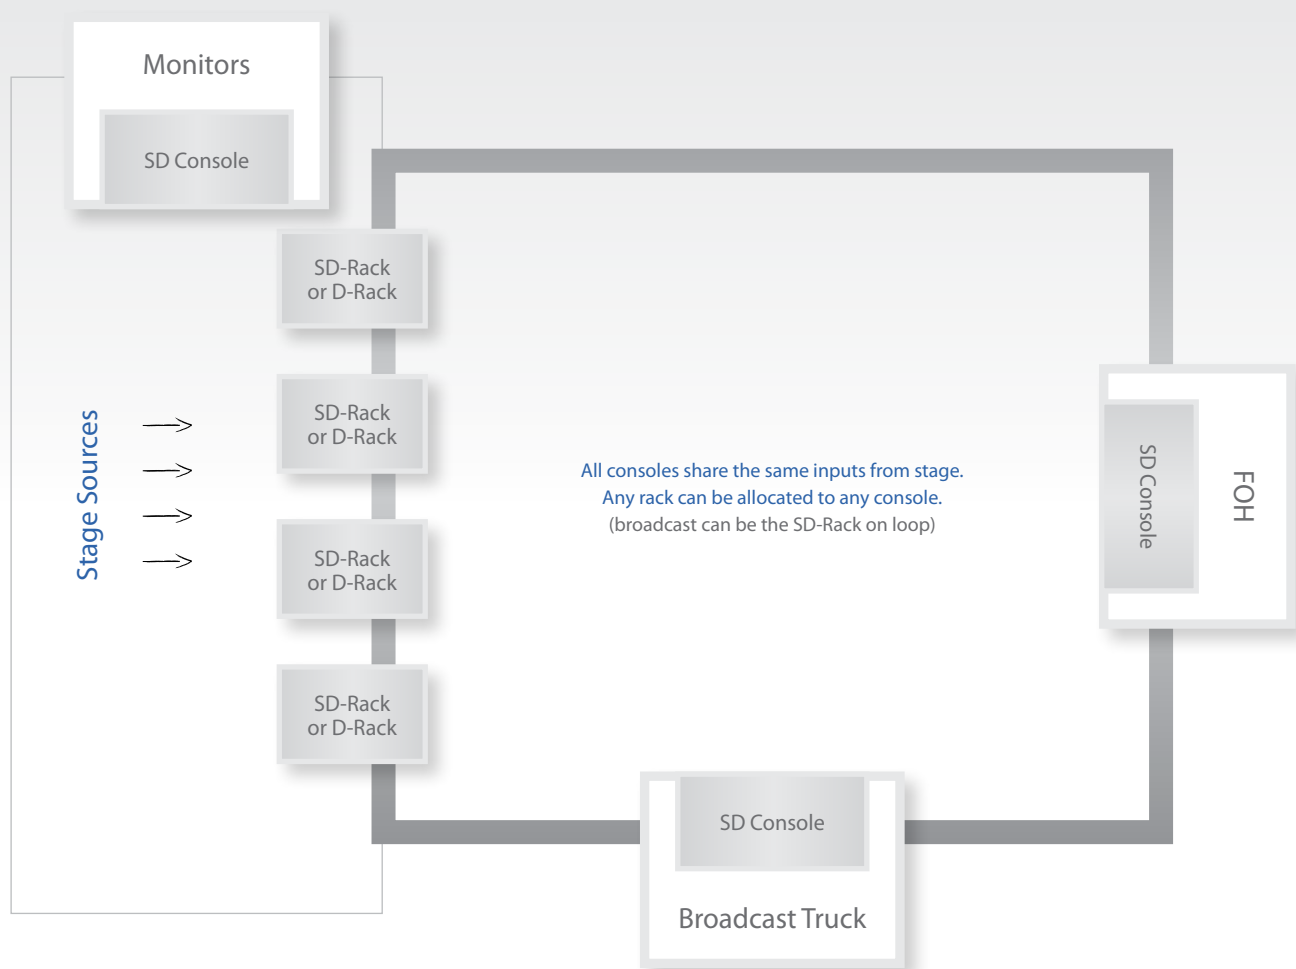 Monitors
SD Console
SD-Rack
or D-Rack
SD-Rack
or D-Rack
SD-Rack
or D-Rack
SD-Rack
or D-Rack
Stage Sources
All consoles share the same inputs from stage.
Any rack can be allocated to any console.
(broadcast can be the SD-Rack on loop)
SD Console
FOH
SD Console
Broadcast Truck